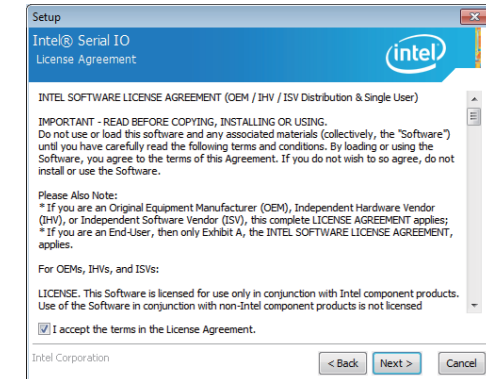 Setup
Intel® Serial IO
License Agreement
intel
INTEL SOFTWARE LICENSE AGREEMENT (OEM / IHV / ISV Distribution & Single User)
IMPORTANT - READ BEFORE COPYING, INSTALLING OR USING.
Do not use or load this software and any associated materials (collectively, the "Software")
until you have carefully read the following terms and conditions. By loading or using the
Software, you agree to the terms of this Agreement. If you do not wish to so agree, do not
install or use the Software.
Please Also Note:
* If you are an Original Equipment Manufacturer (OEM), Independent Hardware Vendor
(IHV), or Independent Software Vendor (ISV), this complete LICENSE AGREEMENT applies;
* If you are an End-User, then only Exhibit A, the INTEL SOFTWARE LICENSE AGREEMENT,
applies.
For OEMs, IHVs, and ISVs:
LICENSE. This Software is licensed for use only in conjunction with Intel component products.
Use of the Software in conjunction with non-Intel component products is not licensed
I accept the terms in the License Agreement.
Intel Corporation
< Back
Next >
Cancel